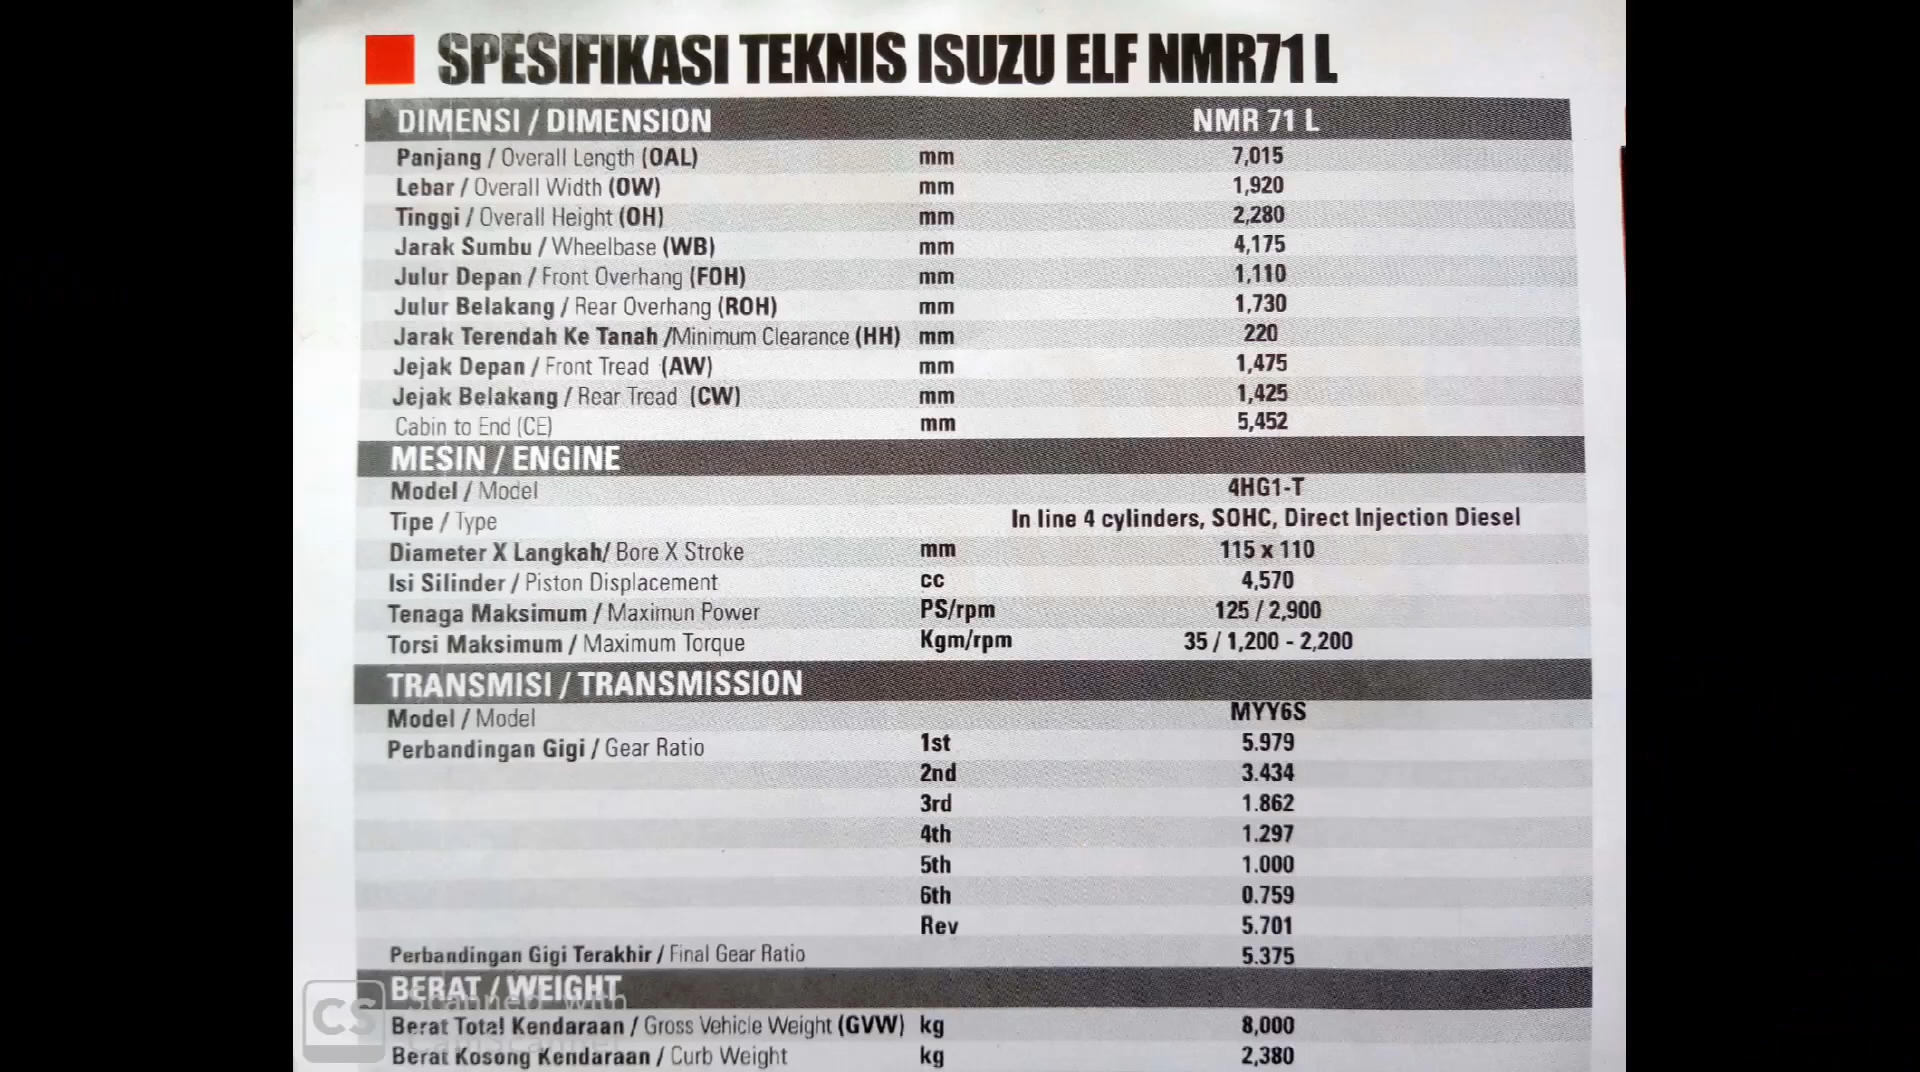 SPESIFIKASI TEKNIS ISUZU ELF NMR71 L
DIMENSI / DIMENSION NMR 71 L
Panjang / Overall Length (OAL) mm 7,015
Lebar / Overall Width (OW) mm 1,920
Tinggi / Overall Height (OH) mm 2,280
Jarak Sumbu / Wheelbase (WB) mm 4,175
Julur Depan / Front Overhang (FOH) mm 1,110
Julur Belakang / Rear Overhang (ROH) mm 1,730
Jarak Terendah Ke Tanah /Minimum Clearance (HH) mm 220
Jejak Depan / Front Tread (AW) mm 1,475
Jejak Belakang / Rear Tread (CW) mm 1,425
Cabin to End (CE) mm 5,452
MESIN / ENGINE
Model / Model 4HG1-T
Tipe / Type In line 4 cylinders, SOHC, Direct Injection Diesel
Diameter X Langkah/ Bore X Stroke mm 115 x 110
Isi Silinder / Piston Displacement cc 4,570
Tenaga Maksimum / Maximun Power PS/rpm 125 / 2,900
Torsi Maksimum / Maximum Torque Kgm/rpm 35 / 1,200 - 2,200
TRANSMISI / TRANSMISSION
Model / Model MYY6S
Perbandingan Gigi / Gear Ratio 1st 5.979
2nd 3.434
3rd 1.862
4th 1.297
5th 1.000
6th 0.759
Rev 5.701
Perbandingan Gigi Terakhir / Final Gear Ratio 5.375
BERAT / WEIGHT
Berat Total Kendaraan / Gross Vehicle Weight (GVW) kg 8,000
Berat Kosong Kendaraan / Curb Weight kg 2,380
CS Scanned with
CamScanner